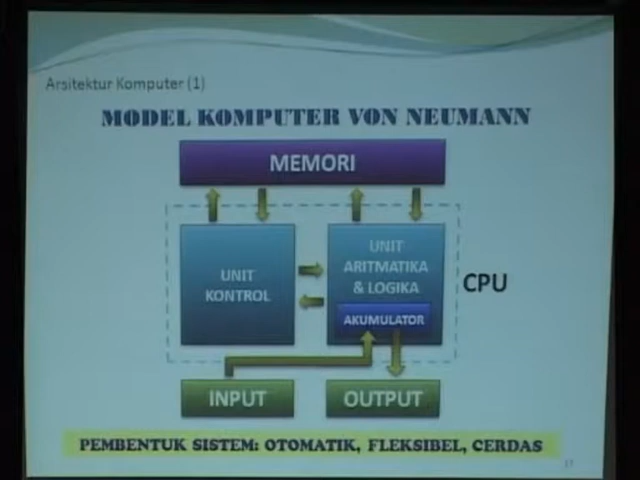 Arsitektur Komputer (1)
MODEL KOMPUTER VON NEUMANN
MEMORI
UNIT
KONTROL
UNIT
ARITMATIKA
& LOGIKA
AKUMULATOR
CPU
INPUT
OUTPUT
PEMBENTUK SISTEM: OTOMATIK, FLEKSIBEL, CERDAS